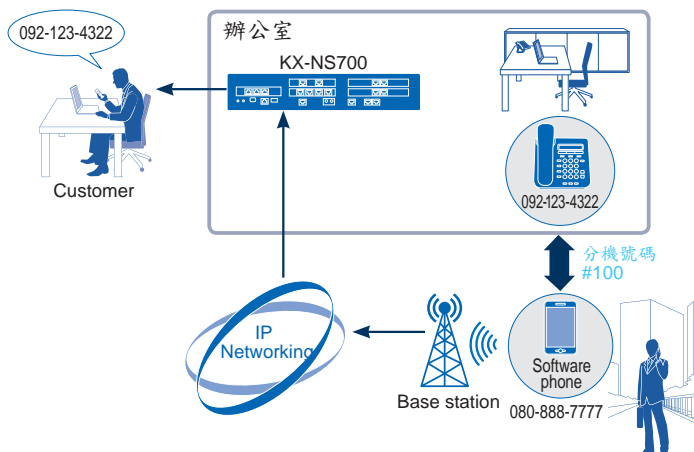 092-123-4322
辦公室
KX-NS700
Customer
092-123-4322
分機號碼
#100
IP
Networking
Base station
Software
phone
080-888-7777